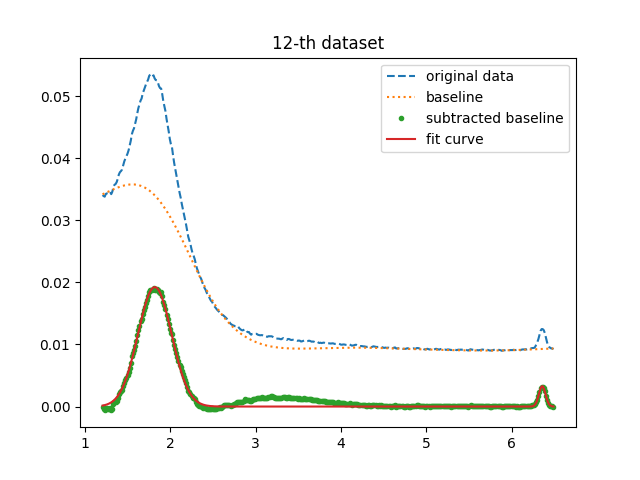 12-th dataset
original data
baseline
subtracted baseline
fit curve
0.05
0.04
0.03
0.02
0.01
0.00
1 2 3 4 5 6